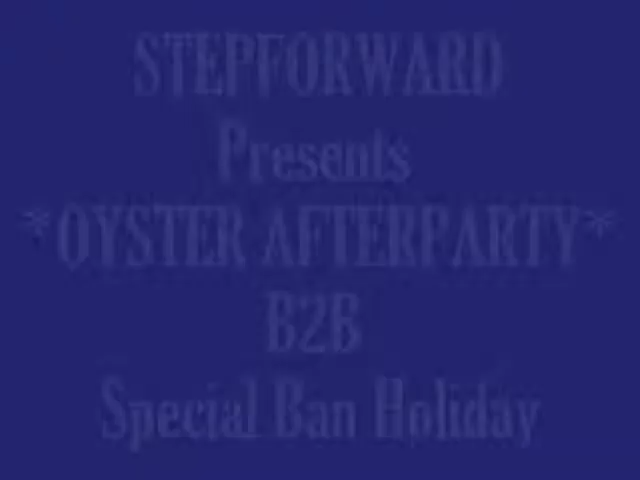 STEPFORWARD
Presents
*OYSTER AFTERPARTY*
B2B
Special Ban Holiday